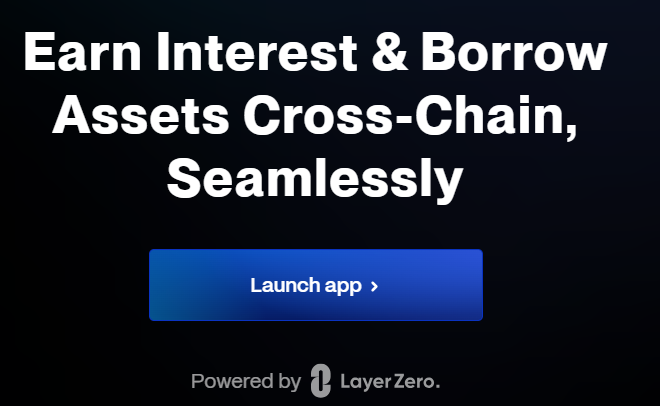 Earn Interest & Borrow
Assets Cross-Chain,
Seamlessly
Launch app ›
Powered by LayerZero.